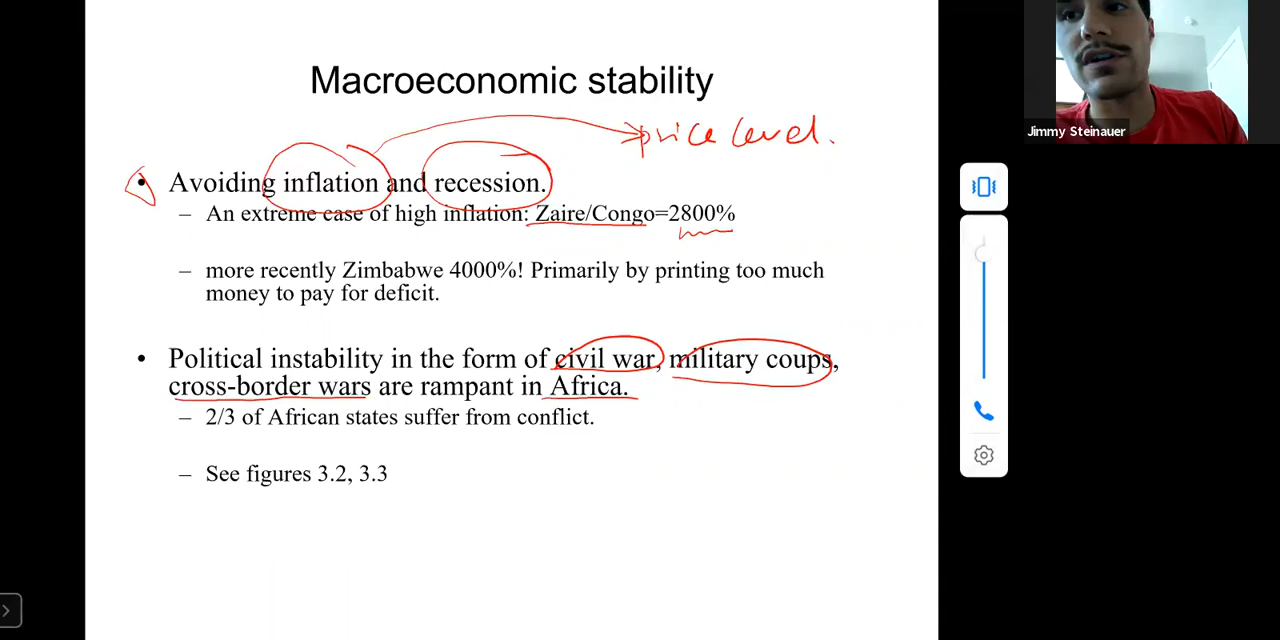 Macroeconomic stability
price level.
• Avoiding inflation and recession.
– An extreme case of high inflation: Zaire/Congo=2800%
– more recently Zimbabwe 4000%! Primarily by printing too much
money to pay for deficit.
• Political instability in the form of civil war, military coups,
cross-border wars are rampant in Africa.
– 2/3 of African states suffer from conflict.
– See figures 3.2, 3.3
Jimmy Steinauer